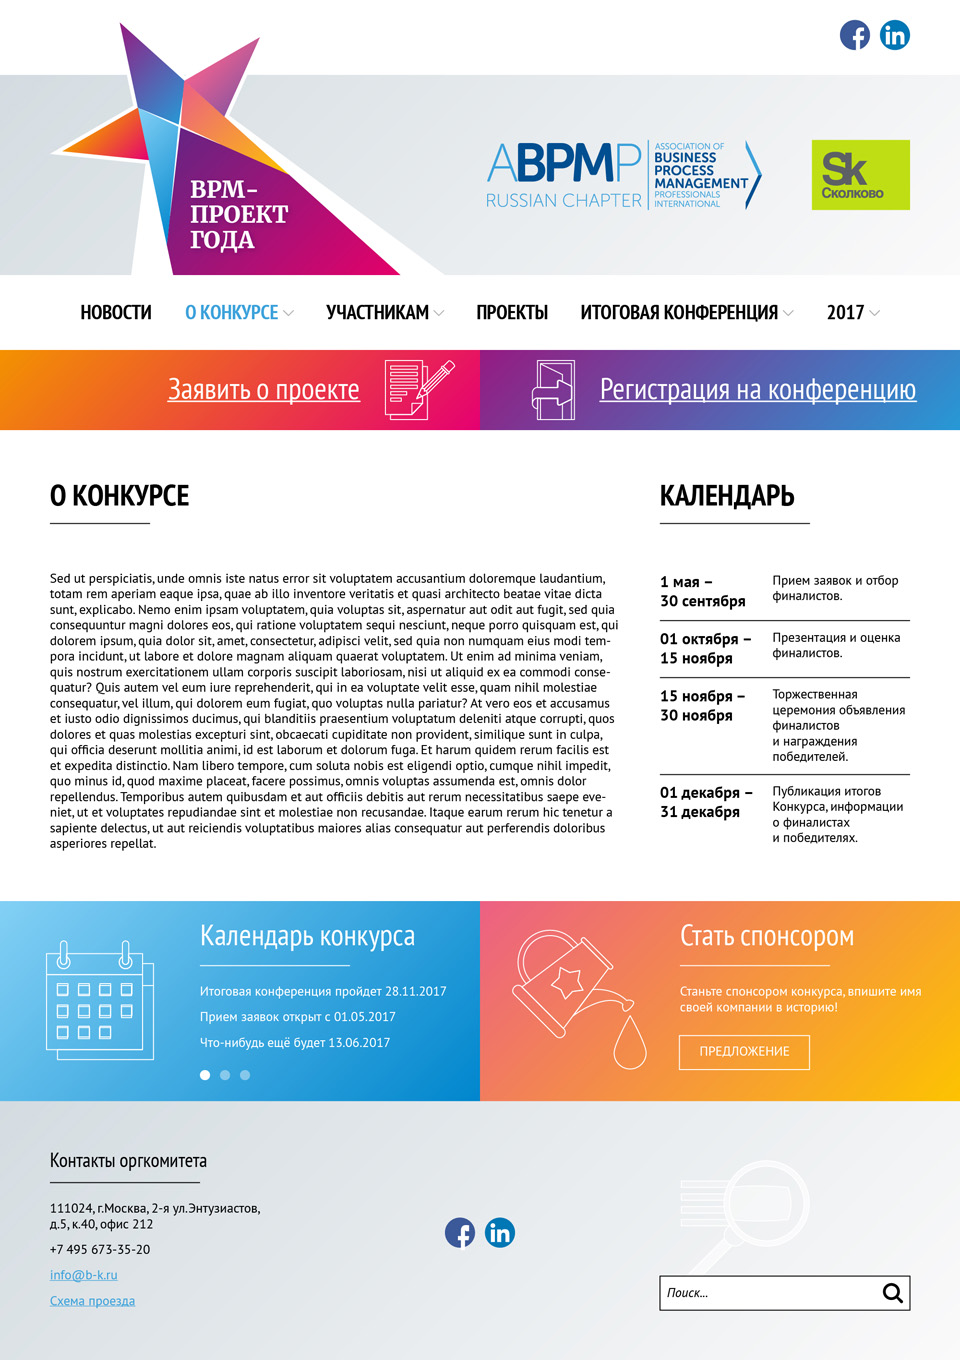 BPM-
ПРОЕКТ
ГОДА
ABPMP
RUSSIAN CHAPTER
ASSOCIATION OF
BUSINESS
PROCESS
MANAGEMENT
PROFESSIONALS
INTERNATIONAL
Sk
Сколково
НОВОСТИ
О КОНКУРСЕ
УЧАСТНИКАМ
ПРОЕКТЫ
ИТОГОВАЯ КОНФЕРЕНЦИЯ
2017
Заявить о проекте
Регистрация на конференцию
О КОНКУРСЕ
Sed ut perspiciatis, unde omnis iste natus error sit voluptatem accusantium doloremque laudantium,
totam rem aperiam eaque ipsa, quae ab illo inventore veritatis et quasi architecto beatae vitae dicta
sunt, explicabo. Nemo enim ipsam voluptatem, quia voluptas sit, aspernatur aut odit aut fugit, sed quia
consequuntur magni dolores eos, qui ratione voluptatem sequi nesciunt, neque porro quisquam est, qui
dolorem ipsum, quia dolor sit, amet, consectetur, adipisci velit, sed quia non numquam eius modi tem-
pora incidunt, ut labore et dolore magnam aliquam quaerat voluptatem. Ut enim ad minima veniam,
quis nostrum exercitationem ullam corporis suscipit laboriosam, nisi ut aliquid ex ea commodi conse-
quatur? Quis autem vel eum iure reprehenderit, qui in ea voluptate velit esse, quam nihil molestiae
consequatur, vel illum, qui dolorem eum fugiat, quo voluptas nulla pariatur? At vero eos et accusamus
et iusto odio dignissimos ducimus, qui blanditiis praesentium voluptatum deleniti atque corrupti, quos
dolores et quas molestias excepturi sint, obcaecati cupiditate non provident, similique sunt in culpa,
qui officia deserunt mollitia animi, id est laborum et dolorum fuga. Et harum quidem rerum facilis est
et expedita distinctio. Nam libero tempore, cum soluta nobis est eligendi optio, cumque nihil impedit,
quo minus id, quod maxime placeat, facere possimus, omnis voluptas assumenda est, omnis dolor
repellendus. Temporibus autem quibusdam et aut officiis debitis aut rerum necessitatibus saepe eve-
niet, ut et voluptates repudiandae sint et molestiae non recusandae. Itaque earum rerum hic tenetur a
sapiente delectus, ut aut reiciendis voluptatibus maiores alias consequatur aut perferendis doloribus
asperiores repellat.
КАЛЕНДАРЬ
1 мая –
30 сентября
Прием заявок и отбор
финалистов.
01 октября –
15 ноября
Презентация и оценка
финалистов.
15 ноября –
30 ноября
Торжественная
церемония объявления
финалистов
и награждения
победителей.
01 декабря –
31 декабря
Публикация итогов
Конкурса, информации
о финалистах
и победителях.
Календарь конкурса
Итоговая конференция пройдет 28.11.2017
Прием заявок открыт с 01.05.2017
Что-нибудь ещё будет 13.06.2017
Стать спонсором
Станьте спонсором конкурса, впишите имя
своей компании в историю!
ПРЕДЛОЖЕНИЕ
Контакты оргкомитета
111024, г.Москва, 2-я ул.Энтузиастов,
д.5, к.40, офис 212
+7 495 673-35-20
info@b-k.ru
Схема проезда
Поиск...